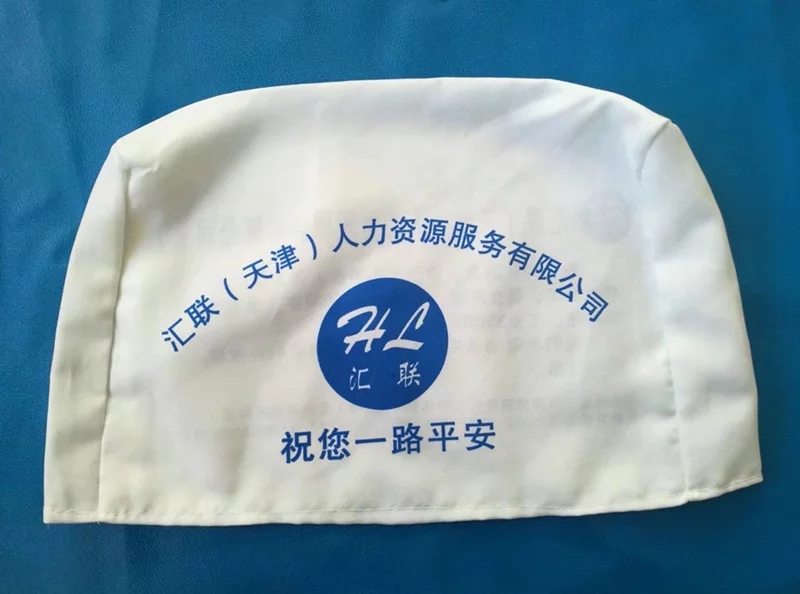 汇联（天津）人力资源服务有限公司
HL
汇联
祝您一路平安